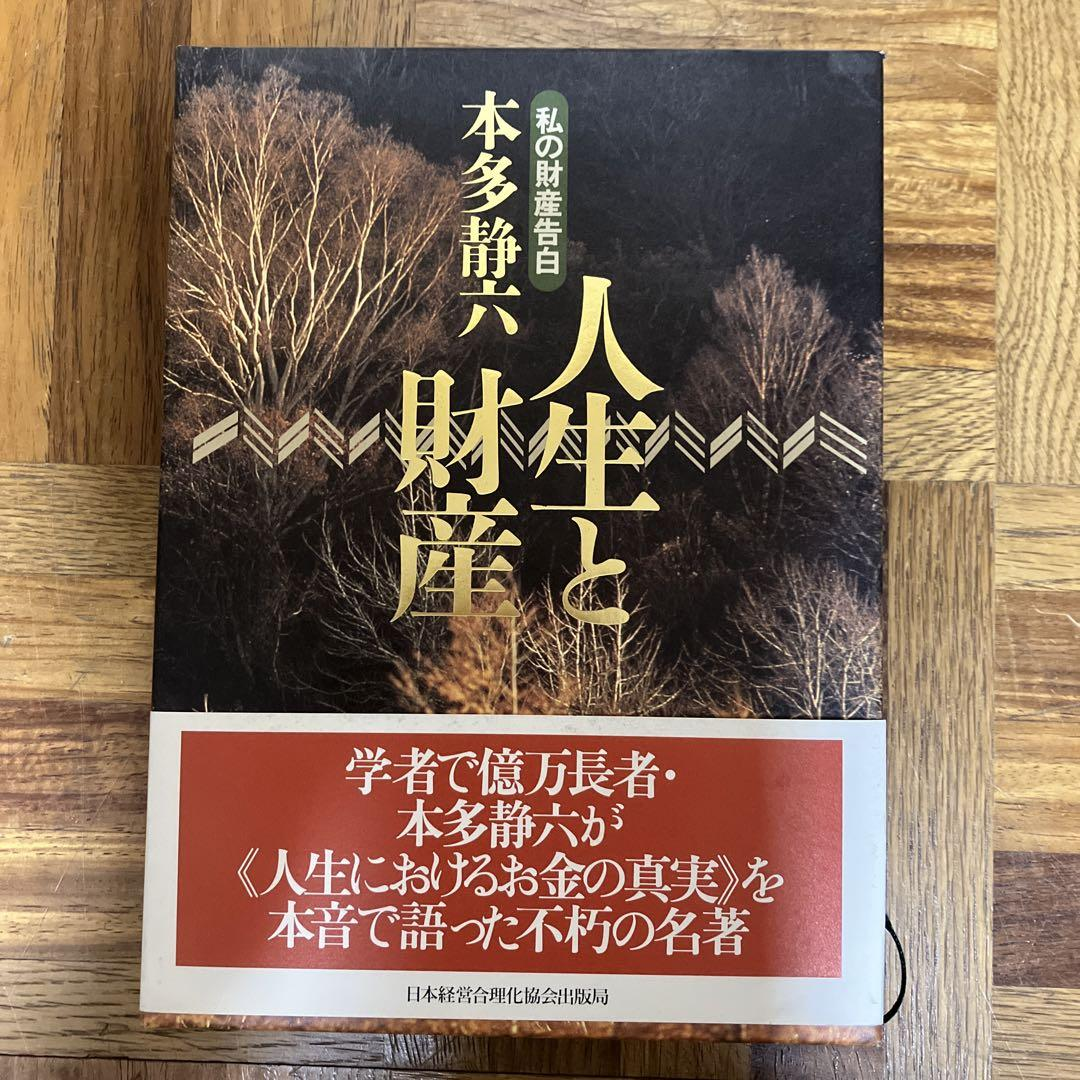 私の財産告白
本多静六
人生と
財産
学者で億万長者・
本多静六が
《人生におけるお金の真実》を
本音で語った不朽の名著
日本経営合理化協会出版局